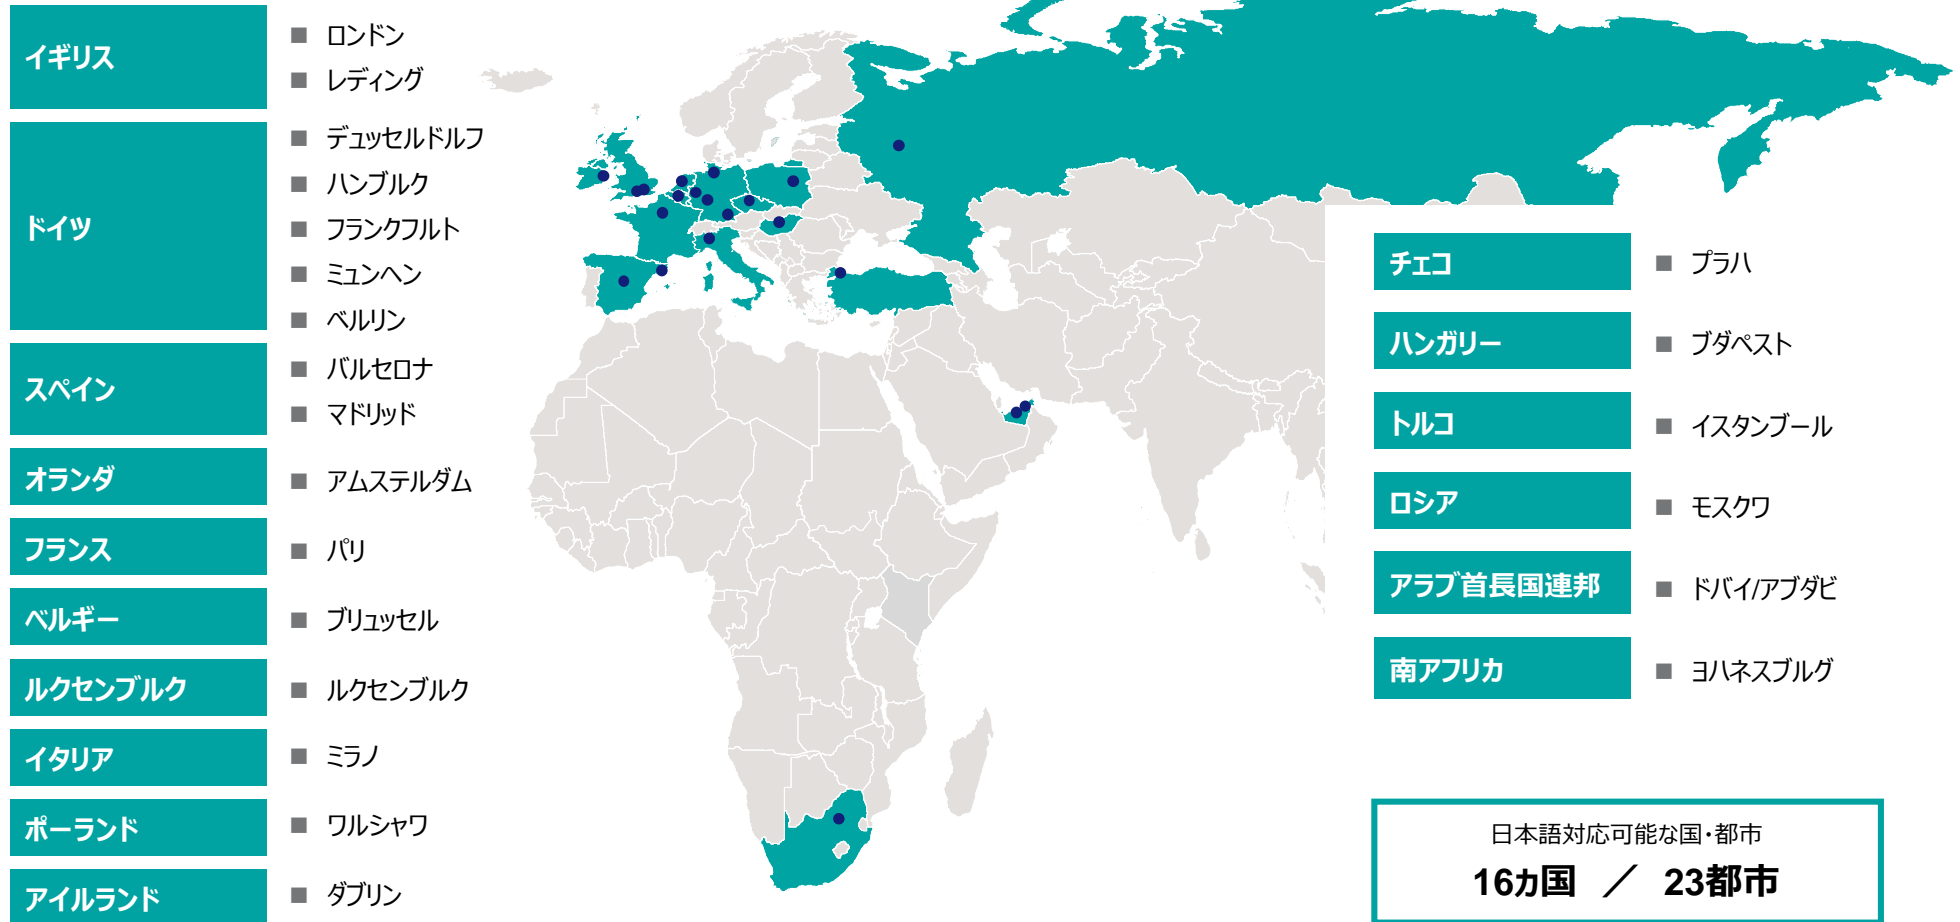 イギリス
■ ロンドン
■ レディング
ドイツ
■ デュッセルドルフ
■ ハンブルク
■ フランクフルト
■ ミュンヘン
■ ベルリン
スペイン
■ バルセロナ
■ マドリッド
オランダ
■ アムステルダム
フランス
■ パリ
ベルギー
■ ブリュッセル
ルクセンブルク
■ ルクセンブルク
イタリア
■ ミラノ
ポーランド
■ ワルシャワ
アイルランド
■ ダブリン
チェコ
■ プラハ
ハンガリー
■ ブダペスト
トルコ
■ イスタンブール
ロシア
■ モスクワ
アラブ首長国連邦
■ ドバイ/アブダビ
南アフリカ
■ ヨハネスブルグ
日本語対応可能な国・都市
16ヵ国 ／ 23都市